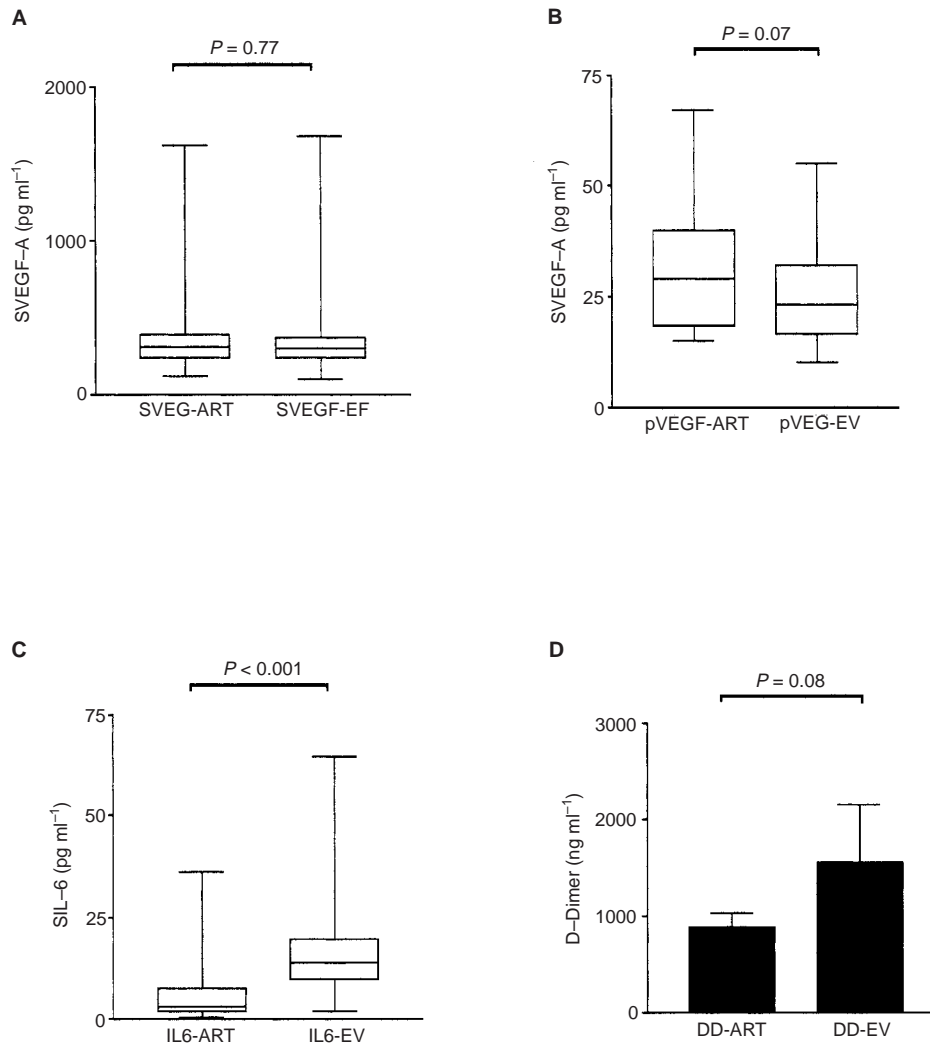 A
P = 0.77
2000
1000
0
SVEGF–A (pg ml⁻¹)
SVEG-ART
SVEGF-EF
B
P = 0.07
75
50
25
0
SVEGF–A (pg ml⁻¹)
pVEGF-ART
pVEG-EV
C
P < 0.001
75
50
25
0
SIL–6 (pg ml⁻¹)
IL6-ART
IL6-EV
D
P = 0.08
3000
2000
1000
0
D–Dimer (ng ml⁻¹)
DD-ART
DD-EV